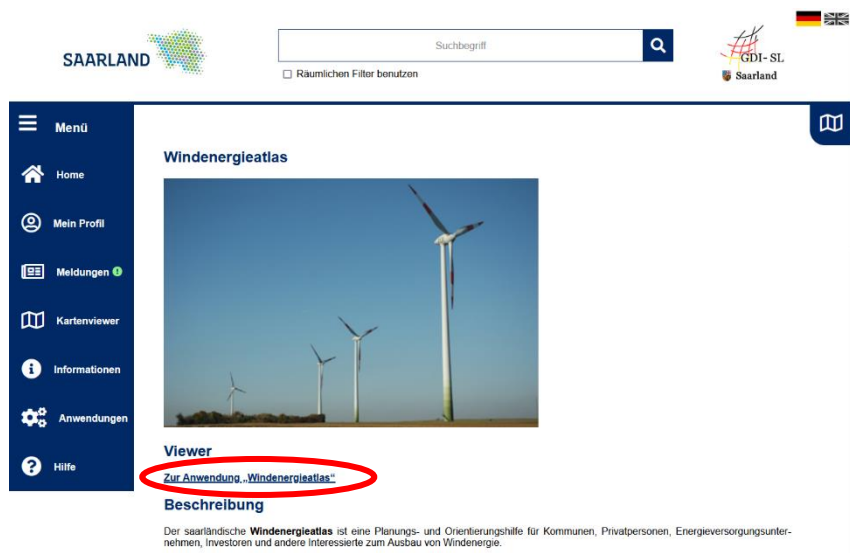 SAARLAND
Suchbegriff
Räumlichen Filter benutzen
GDI-SL
Saarland
Menü
Home
Mein Profil
Meldungen
Kartenviewer
Informationen
Anwendungen
Hilfe
Windenergieatlas
Viewer
Zur Anwendung „Windenergieatlas“
Beschreibung
Der saarländische Windenergieatlas ist eine Planungs- und Orientierungshilfe für Kommunen, Privatpersonen, Energieversorgungsunter-
nehmen, Investoren und andere Interessierte zum Ausbau von Windenergie.